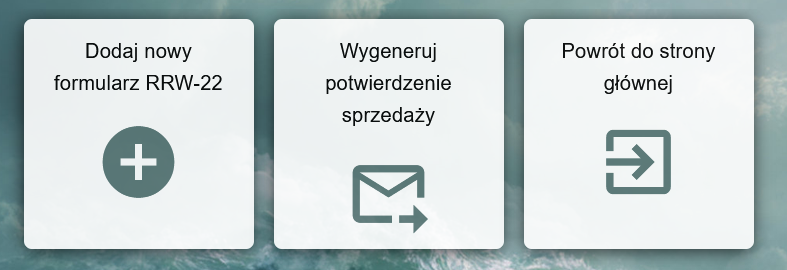 Dodaj nowy
formularz RRW-22
Wygeneruj
potwierdzenie
sprzedaży
Powrót do strony
głównej